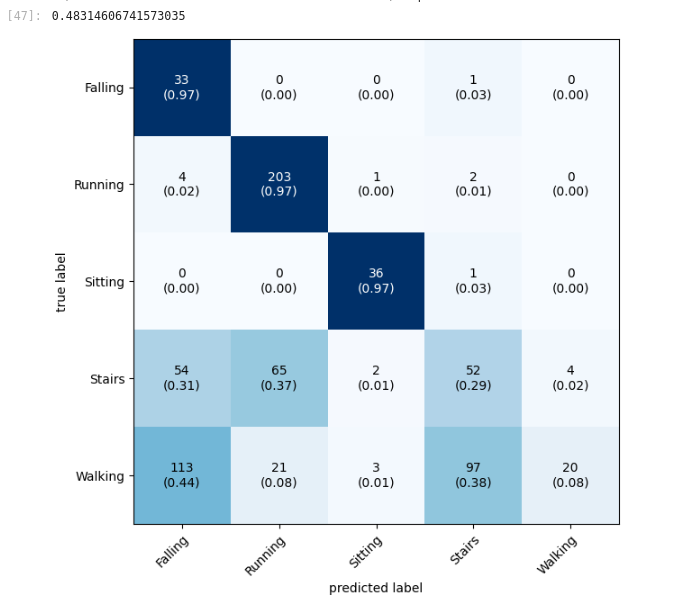 [47]: 0.48314606741573035
Falling
33 0 0 1 0
(0.97) (0.00) (0.00) (0.03) (0.00)
Running
4 203 1 2 0
(0.02) (0.97) (0.00) (0.01) (0.00)
Sitting
0 0 36 1 0
(0.00) (0.00) (0.97) (0.03) (0.00)
true label
Stairs
54 65 2 52 4
(0.31) (0.37) (0.01) (0.29) (0.02)
Walking
113 21 3 97 20
(0.44) (0.08) (0.01) (0.38) (0.08)
Falling Running Sitting Stairs Walking
predicted label